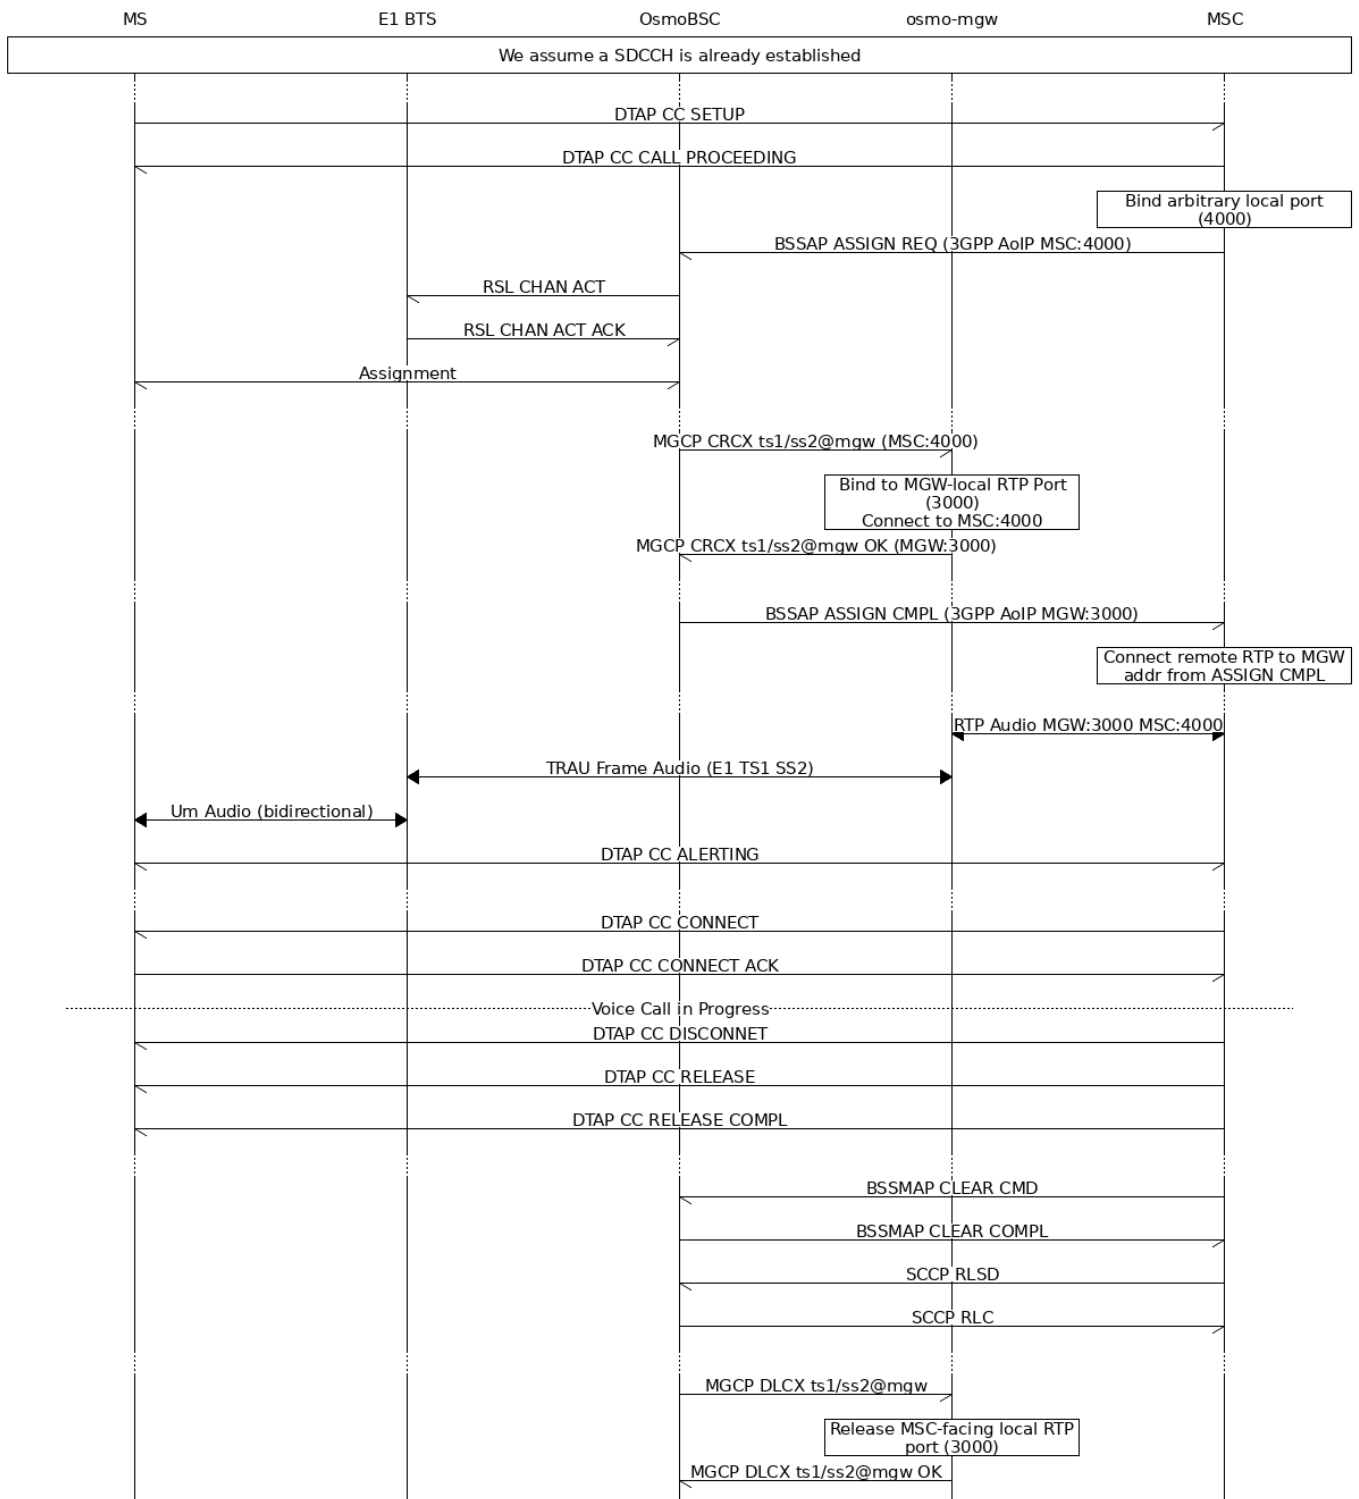 MS E1 BTS OsmoBSC osmo-mgw MSC
We assume a SDCCH is already established
DTAP CC SETUP
DTAP CC CALL PROCEEDING
Bind arbitrary local port
(4000)
BSSAP ASSIGN REQ (3GPP AoIP MSC:4000)
RSL CHAN ACT
RSL CHAN ACT ACK
Assignment
MGCP CRCX ts1/ss2@mgw (MSC:4000)
Bind to MGW-local RTP Port
(3000)
Connect to MSC:4000
MGCP CRCX ts1/ss2@mgw OK (MGW:3000)
BSSAP ASSIGN CMPL (3GPP AoIP MGW:3000)
Connect remote RTP to MGW
addr from ASSIGN CMPL
RTP Audio MGW:3000 MSC:4000
TRAU Frame Audio (E1 TS1 SS2)
Um Audio (bidirectional)
DTAP CC ALERTING
DTAP CC CONNECT
DTAP CC CONNECT ACK
Voice Call in Progress
DTAP CC DISCONNET
DTAP CC RELEASE
DTAP CC RELEASE COMPL
BSSMAP CLEAR CMD
BSSMAP CLEAR COMPL
SCCP RLSD
SCCP RLC
MGCP DLCX ts1/ss2@mgw
Release MSC-facing local RTP
port (3000)
MGCP DLCX ts1/ss2@mgw OK